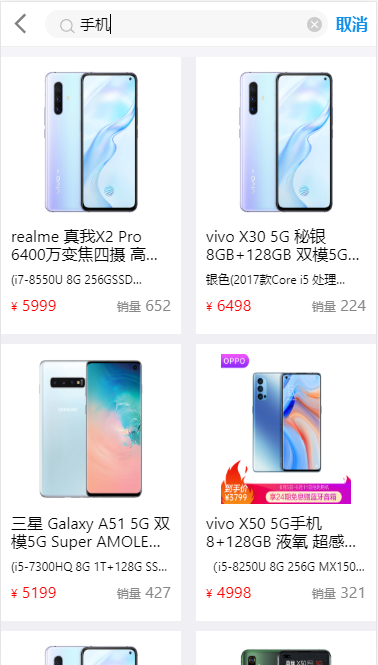 手机
取消
realme 真我X2 Pro
6400万变焦四摄 高...
(i7-8550U 8G 256GSSD...
¥ 5999 销量 652
vivo X30 5G 秘银
8GB+128GB 双模5G...
银色(2017款Core i5 处理...
¥ 6498 销量 224
三星 Galaxy A51 5G 双
模5G Super AMOLE...
(i5-7300HQ 8G 1T+128G SS...
¥ 5199 销量 427
OPPO
到手价
¥3799
享24期免息赠蓝牙音箱
vivo X50 5G手机
8+128GB 液氧 超感...
（i5-8250U 8G 256G MX150...
¥ 4998 销量 321